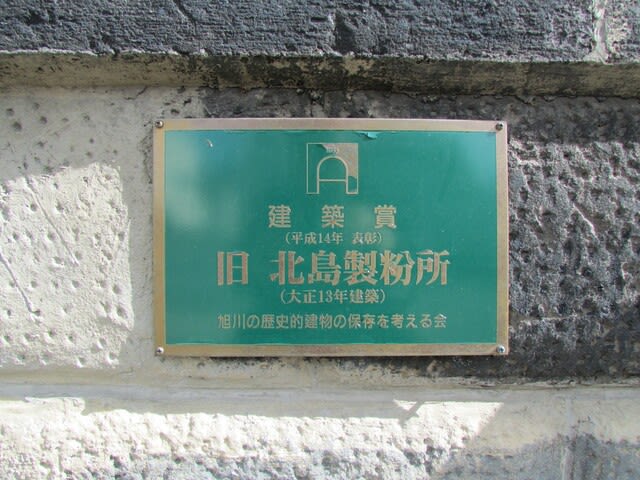 建築賞
（平成14年 表彰）
旧 北島製粉所
（大正13年建築）
旭川の歴史的建物の保存を考える会